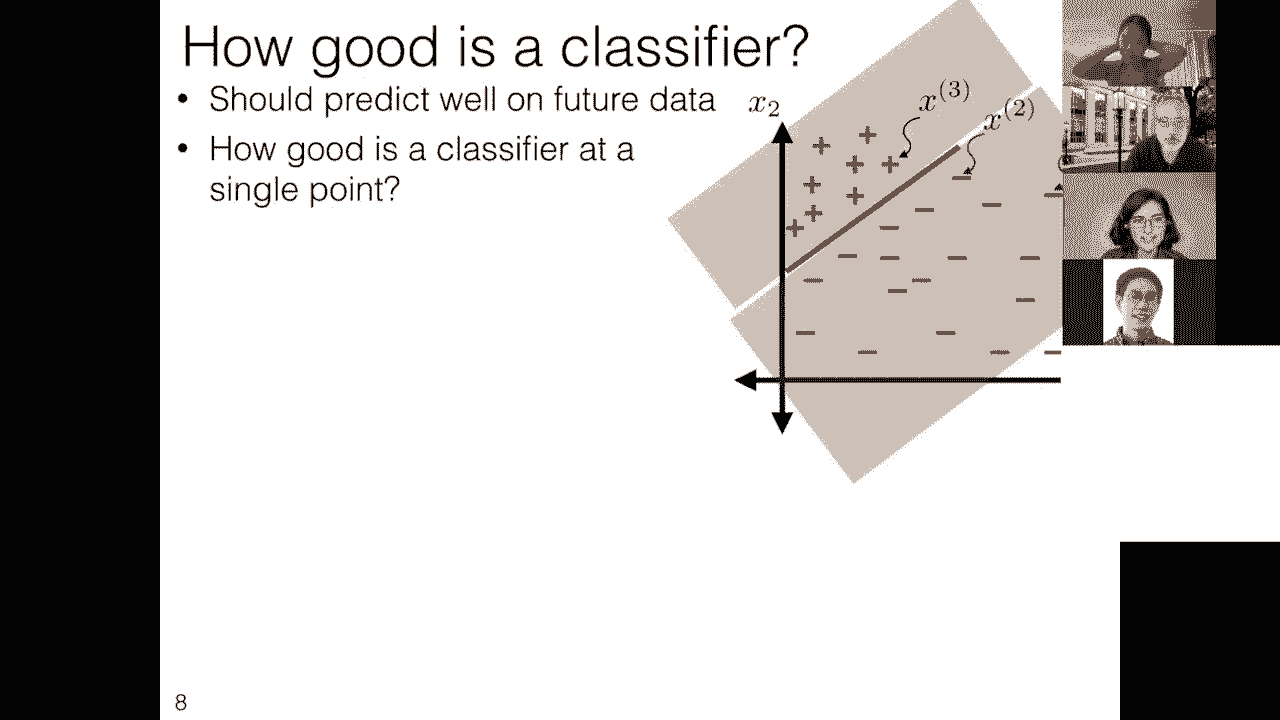 How good is a classifier?
• Should predict well on future data
• How good is a classifier at a
single point?
x₂
x⁽³⁾
x⁽²⁾
8